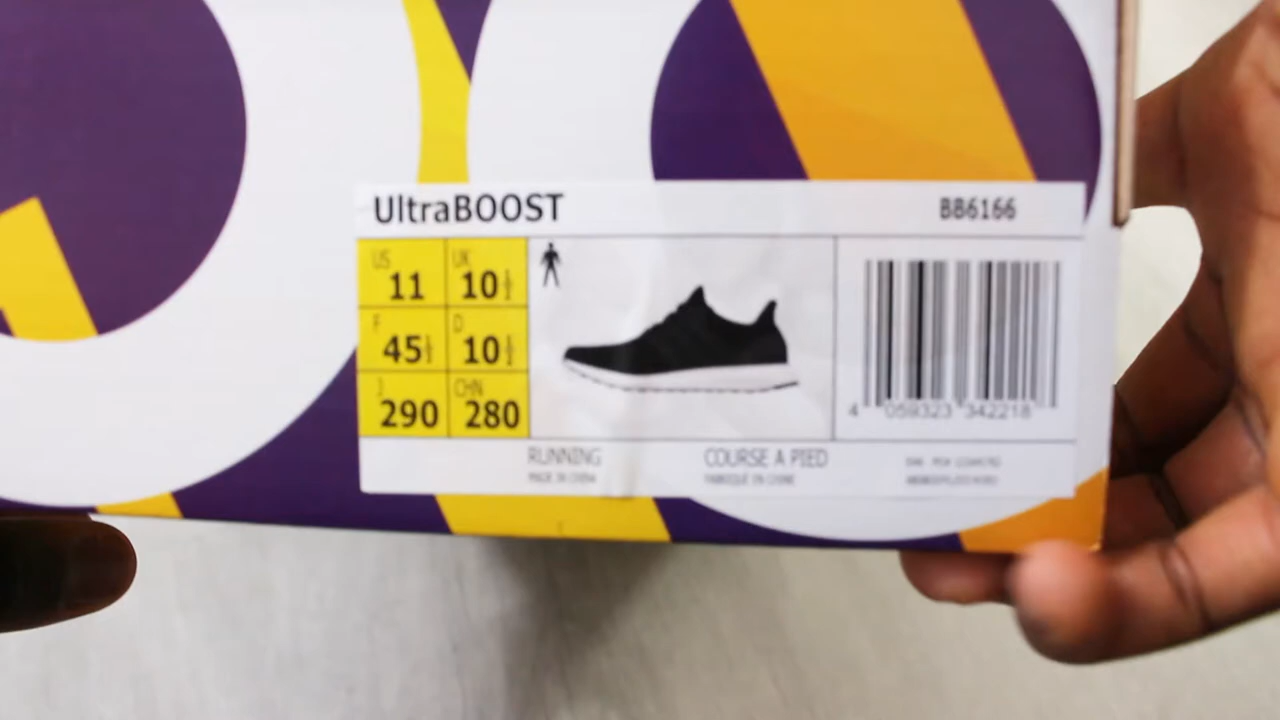 UltraBOOST
BB6166
US 11
UK 10½
F 45⅓
D 10½
J 290
CHN 280
4 059323 342218
RUNNING
MADE IN CHINA
COURSE A PIED
FABRIQUE EN CHINE